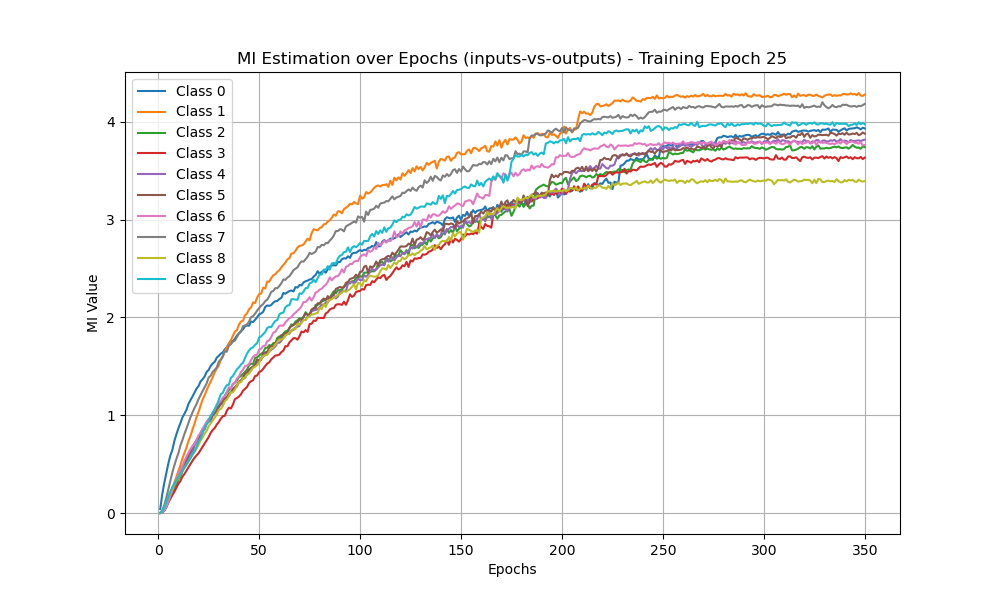 MI Estimation over Epochs (inputs-vs-outputs) - Training Epoch 25
Class 0
Class 1
Class 2
Class 3
Class 4
Class 5
Class 6
Class 7
Class 8
Class 9
MI Value
4
3
2
1
0
0 50 100 150 200 250 300 350
Epochs